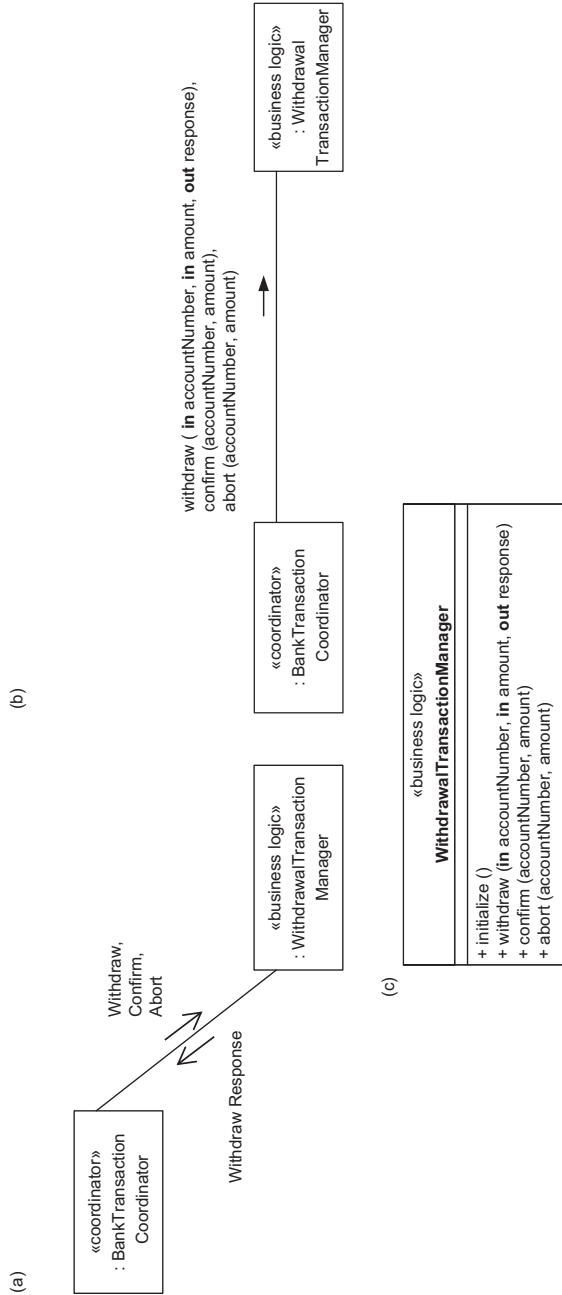 (a)
«coordinator»
: BankTransaction
Coordinator
Withdraw,
Confirm,
Abort
Withdraw Response
«business logic»
: WithdrawalTransaction
Manager
(b)
«coordinator»
: BankTransaction
Coordinator
withdraw ( in accountNumber, in amount, out response),
confirm (accountNumber, amount),
abort (accountNumber, amount)
«business logic»
: Withdrawal
TransactionManager
(c)
«business logic»
WithdrawalTransactionManager
+ initialize ()
+ withdraw (in accountNumber, in amount, out response)
+ confirm (accountNumber, amount)
+ abort (accountNumber, amount)